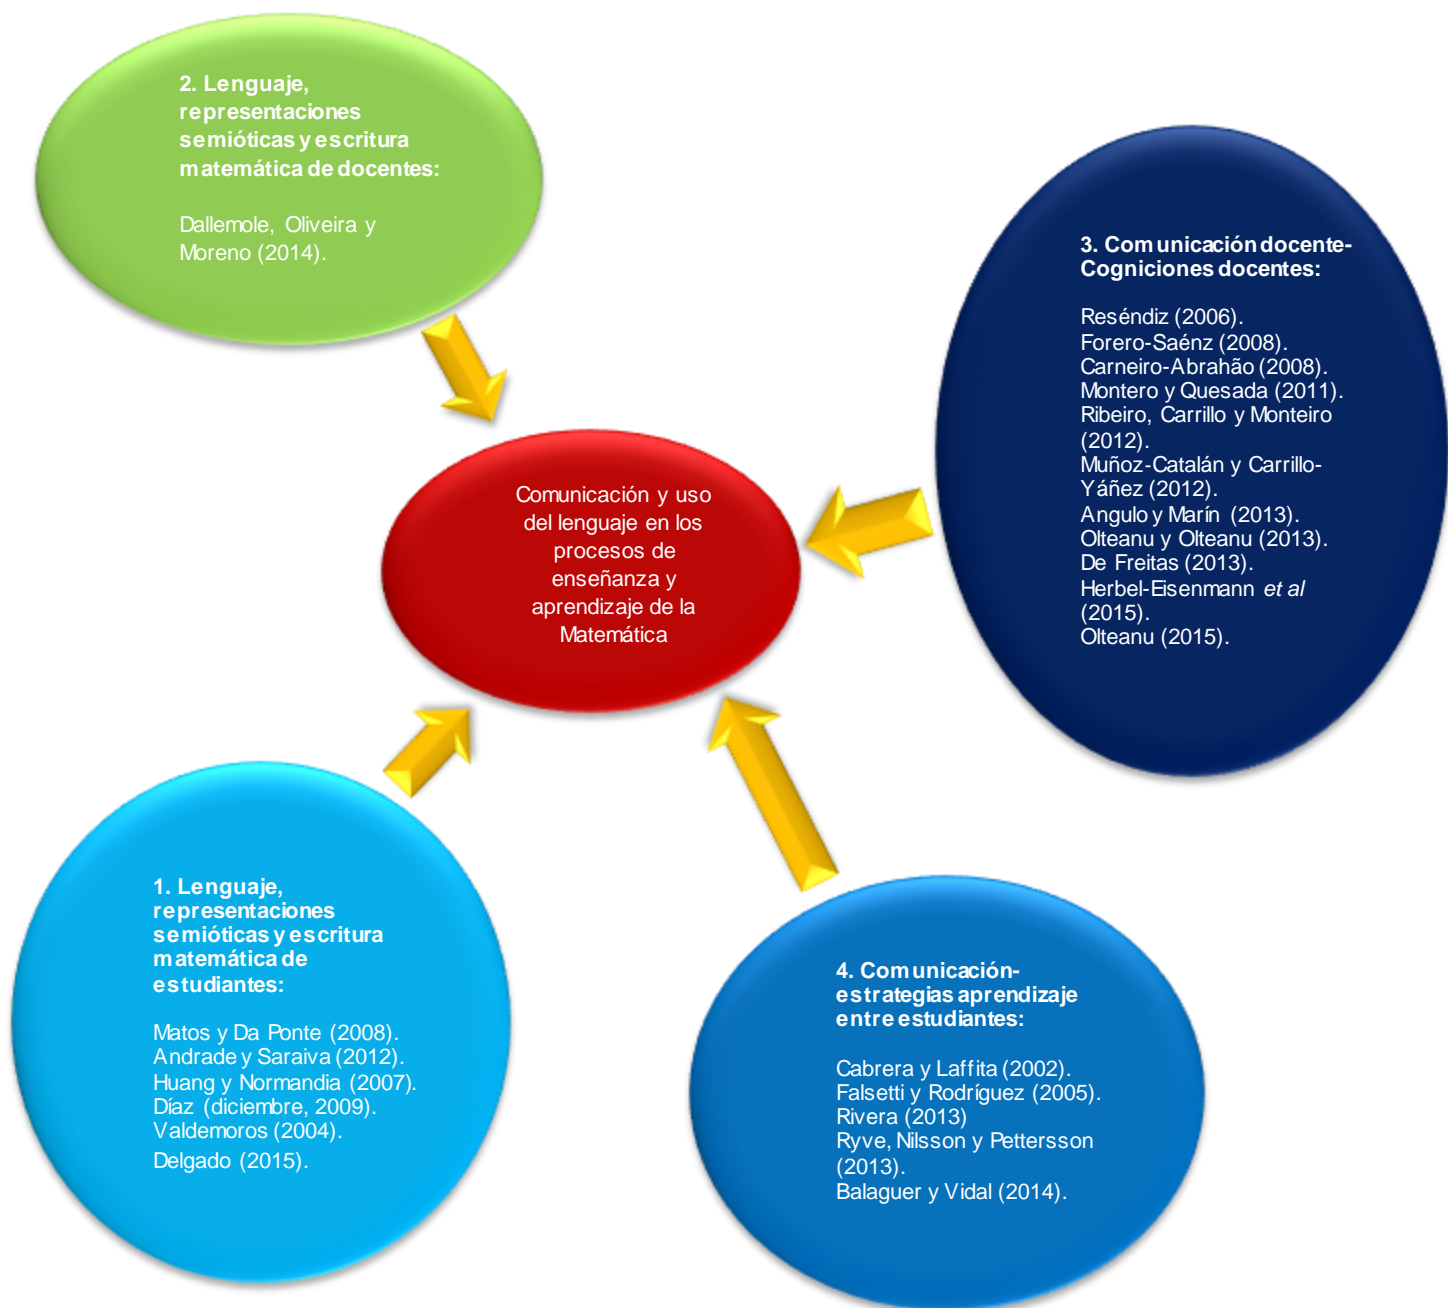 2. Lenguaje,
representaciones
semióticas y escritura
matemática de docentes:
Dallemole, Oliveira y
Moreno (2014).
3. Comunicación docente-
Cogniciones docentes:
Reséndiz (2006).
Forero-Saénz (2008).
Carneiro-Abrahão (2008).
Montero y Quesada (2011).
Ribeiro, Carrillo y Monteiro
(2012).
Muñoz-Catalán y Carrillo-
Yáñez (2012).
Angulo y Marín (2013).
Olteanu y Olteanu (2013).
De Freitas (2013).
Herbel-Eisenmann et al
(2015).
Olteanu (2015).
Comunicación y uso
del lenguaje en los
procesos de
enseñanza y
aprendizaje de la
Matemática
1. Lenguaje,
representaciones
semióticas y escritura
matemática de
estudiantes:
Matos y Da Ponte (2008).
Andrade y Saraiva (2012).
Huang y Normandia (2007).
Díaz (diciembre, 2009).
Valdemoros (2004).
Delgado (2015).
4. Comunicación-
estrategias aprendizaje
entre estudiantes:
Cabrera y Laffita (2002).
Falsetti y Rodríguez (2005).
Rivera (2013)
Ryve, Nilsson y Pettersson
(2013).
Balaguer y Vidal (2014).